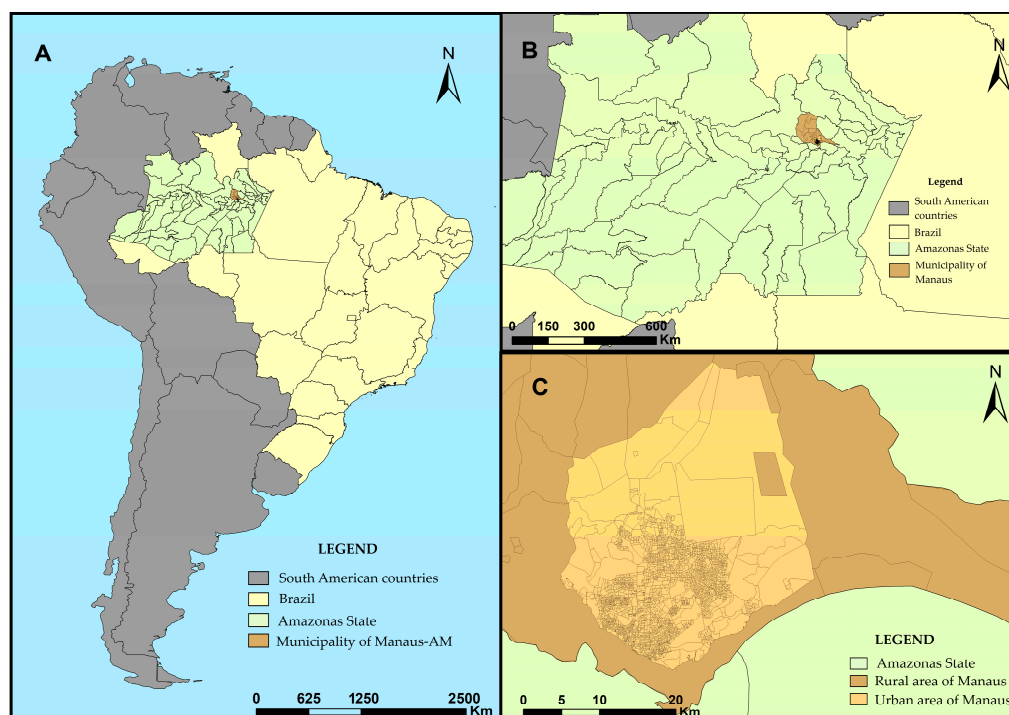 A
N
LEGEND
South American countries
Brazil
Amazonas State
Municipality of Manaus-AM
0 625 1250 2500
Km
B
N
Legend
South American
countries
Brazil
Amazonas State
Municipality of
Manaus
0 150 300 600
Km
C
N
LEGEND
Amazonas State
Rural area of Manaus
Urban area of Manaus
0 5 10 20
Km